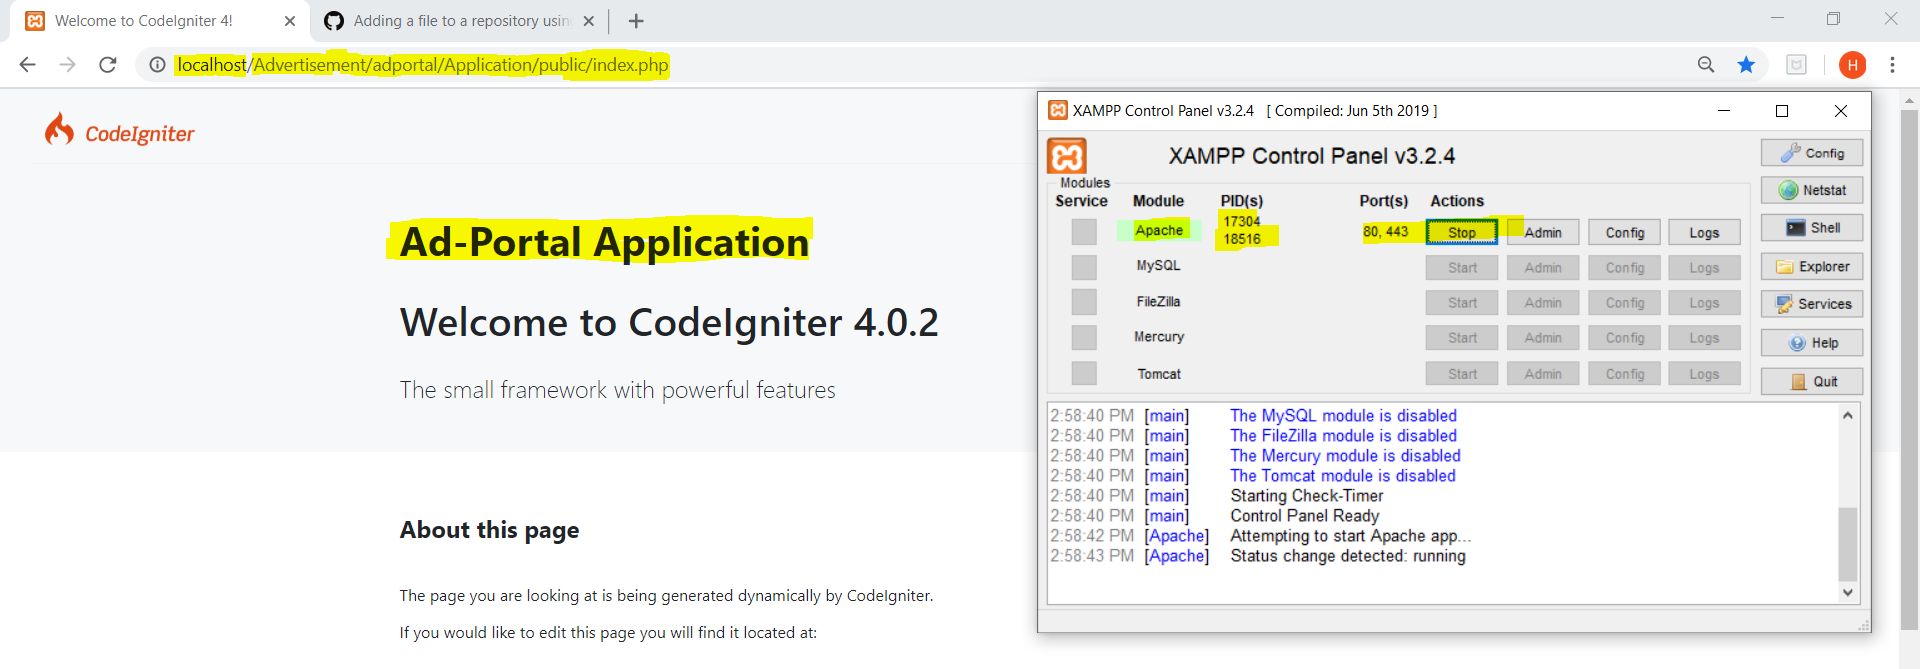 Welcome to CodeIgniter 4!
Adding a file to a repository using
localhost/Advertisement/adportal/Application/public/index.php
H
CodeIgniter
Ad-Portal Application
Welcome to CodeIgniter 4.0.2
The small framework with powerful features
About this page
The page you are looking at is being generated dynamically by CodeIgniter.
If you would like to edit this page you will find it located at:
XAMPP Control Panel v3.2.4 [ Compiled: Jun 5th 2019 ]
XAMPP Control Panel v3.2.4
Modules
Service Module PID(s) Port(s) Actions
Apache 17304 18516 80, 443 Stop Admin Config Logs
MySQL Start Admin Config Logs
FileZilla Start Admin Config Logs
Mercury Start Admin Config Logs
Tomcat Start Admin Config Logs
Config
Netstat
Shell
Explorer
Services
Help
Quit
2:58:40 PM [main] The MySQL module is disabled
2:58:40 PM [main] The FileZilla module is disabled
2:58:40 PM [main] The Mercury module is disabled
2:58:40 PM [main] The Tomcat module is disabled
2:58:40 PM [main] Starting Check-Timer
2:58:40 PM [main] Control Panel Ready
2:58:42 PM [Apache] Attempting to start Apache app...
2:58:43 PM [Apache] Status change detected: running